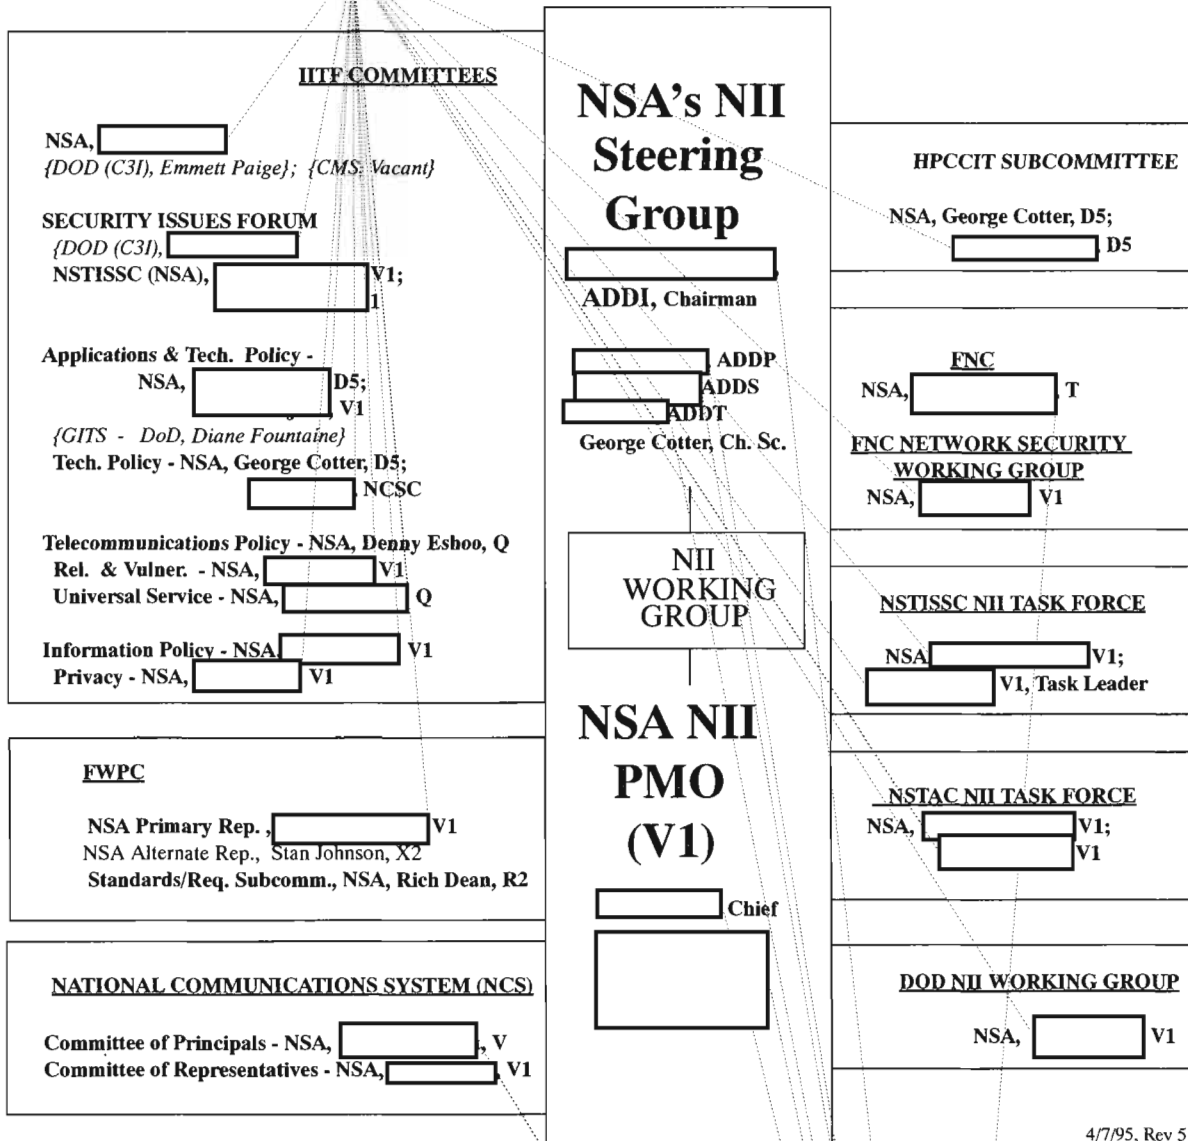 IITF COMMITTEES
NSA,
{DOD (C3I), Emmett Paige}; {CMS. Vacant}
SECURITY ISSUES FORUM
{DOD (C3I),
NSTISSC (NSA), V1;
1
Applications & Tech. Policy -
NSA, D5;
, V1
{GITS - DoD, Diane Fountaine}
Tech. Policy - NSA, George Cotter, D5;
, NCSC
Telecommunications Policy - NSA, Denny Esboo, Q
Rel. & Vulner. - NSA, V1
Universal Service - NSA, Q
Information Policy - NSA, V1
Privacy - NSA, V1
FWPC
NSA Primary Rep. , V1
NSA Alternate Rep., Stan Johnson, X2
Standards/Req. Subcomm., NSA, Rich Dean, R2
NATIONAL COMMUNICATIONS SYSTEM (NCS)
Committee of Principals - NSA, , V
Committee of Representatives - NSA, , V1
NSA's NII
Steering
Group
ADDI, Chairman
, ADDP
ADDS
ADDT
George Cotter, Ch. Sc.
NII
WORKING
GROUP
NSA NII
PMO
(V1)
Chief
HPCCIT SUBCOMMITTEE
NSA, George Cotter, D5;
, D5
FNC
NSA, , T
FNC NETWORK SECURITY
WORKING GROUP
NSA, V1
NSTISSC NII TASK FORCE
NSA V1;
V1, Task Leader
NSTAC NII TASK FORCE
NSA, V1;
V1
DOD NII WORKING GROUP
NSA, V1
4/7/95, Rev 5